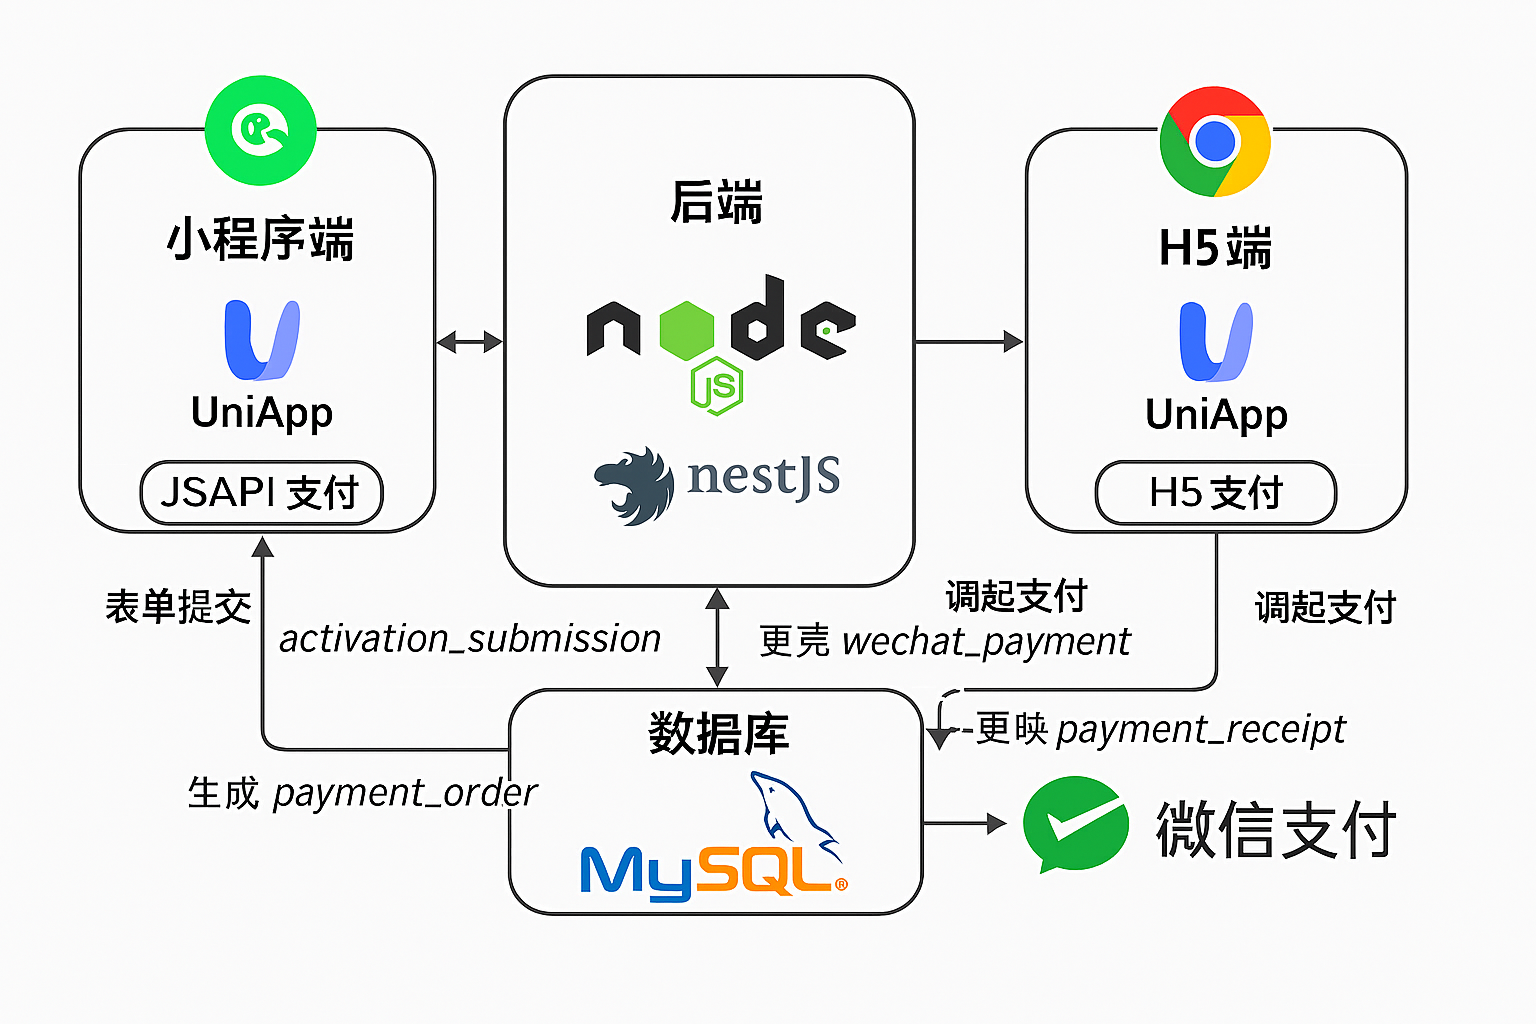 小程序端
UniApp
JSAPI 支付
后端
node
JS
nestJS
H5端
UniApp
H5 支付
表单提交
activation_submission
调起支付
更亮 wechat_payment
调起支付
更映 payment_receipt
生成 payment_order
数据库
MySQL®
微信支付